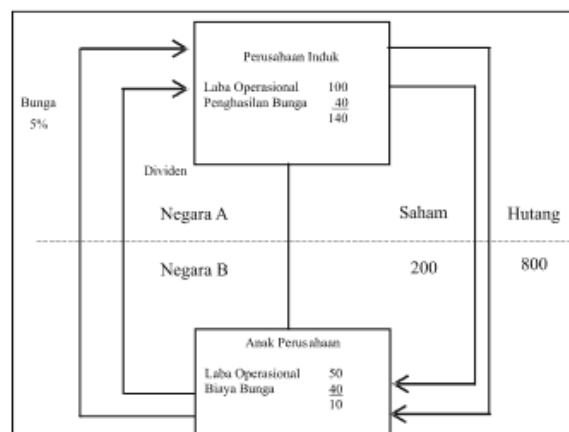 Perusahaan Induk
Laba Operasional 100
Penghasilan Bunga 40
140
Bunga
5%
Dividen
Negara A
Saham
Hutang
Negara B
200
800
Anak Perusahaan
Laba Operasional 50
Biaya Bunga 40
10